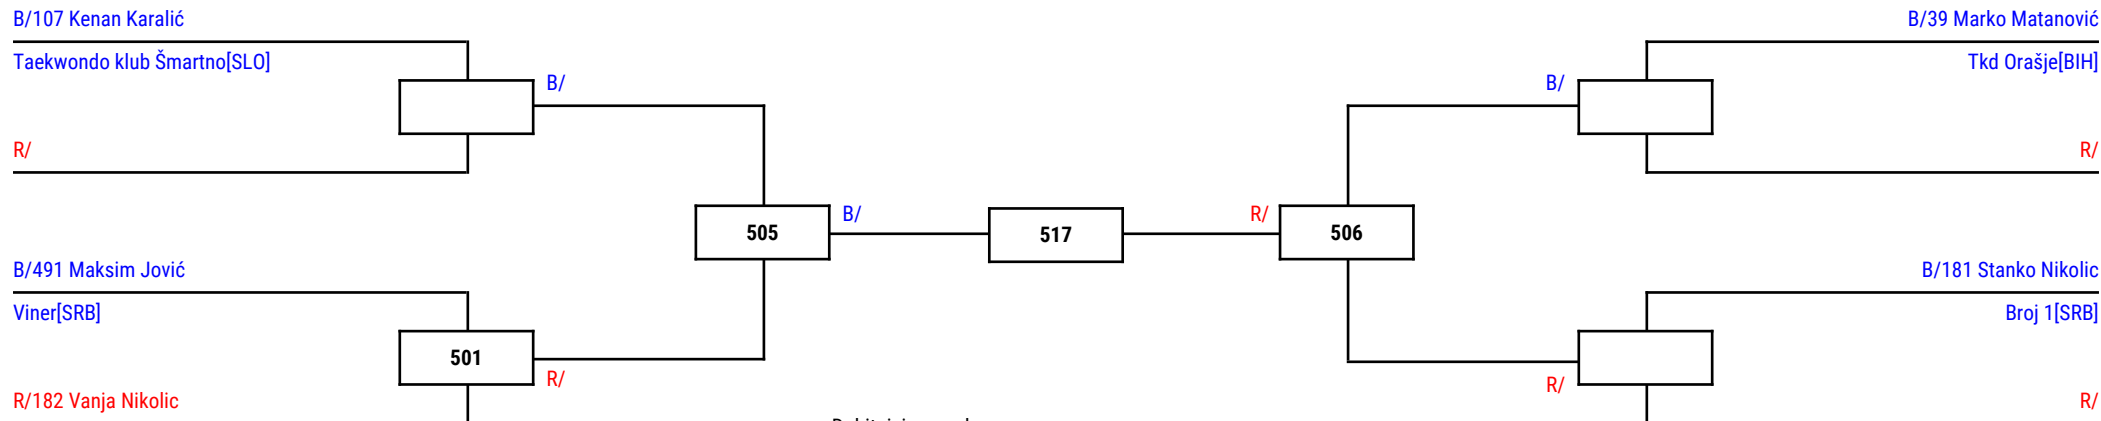 B/107 Kenan Karalić
B/39 Marko Matanović
Taekwondo klub Šmartno[SLO]
Tkd Orašje[BIH]
B/
B/
R/
R/
505
B/
517
R/
506
B/491 Maksim Jović
B/181 Stanko Nikolic
Viner[SRB]
Broj 1[SRB]
501
R/
R/
R/182 Vanja Nikolic
R/